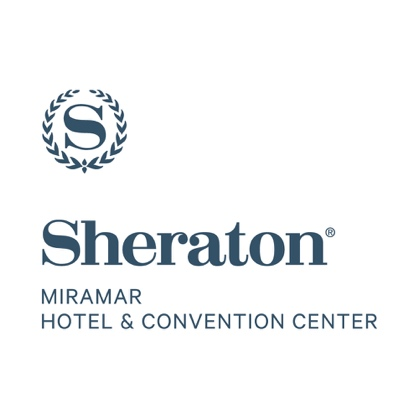 S
Sheraton®
MIRAMAR
HOTEL & CONVENTION CENTER